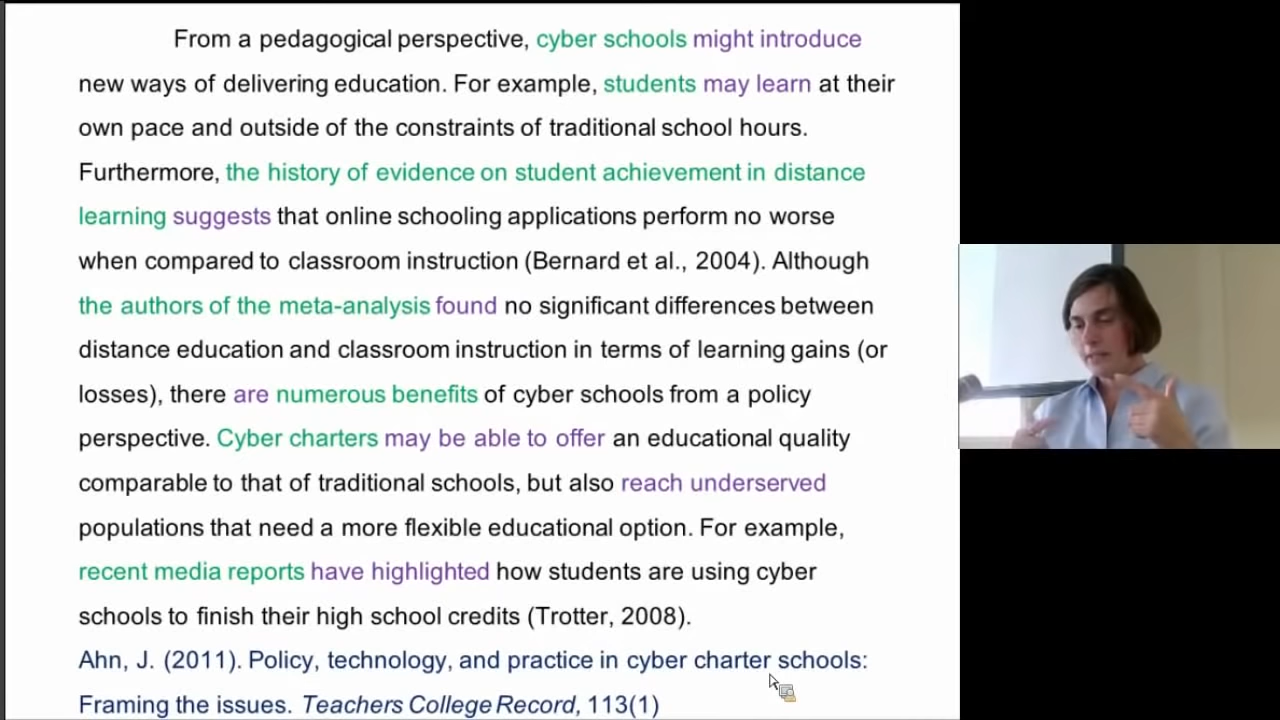 From a pedagogical perspective, cyber schools might introduce
new ways of delivering education. For example, students may learn at their
own pace and outside of the constraints of traditional school hours.
Furthermore, the history of evidence on student achievement in distance
learning suggests that online schooling applications perform no worse
when compared to classroom instruction (Bernard et al., 2004). Although
the authors of the meta-analysis found no significant differences between
distance education and classroom instruction in terms of learning gains (or
losses), there are numerous benefits of cyber schools from a policy
perspective. Cyber charters may be able to offer an educational quality
comparable to that of traditional schools, but also reach underserved
populations that need a more flexible educational option. For example,
recent media reports have highlighted how students are using cyber
schools to finish their high school credits (Trotter, 2008).
Ahn, J. (2011). Policy, technology, and practice in cyber charter schools:
Framing the issues. Teachers College Record, 113(1)